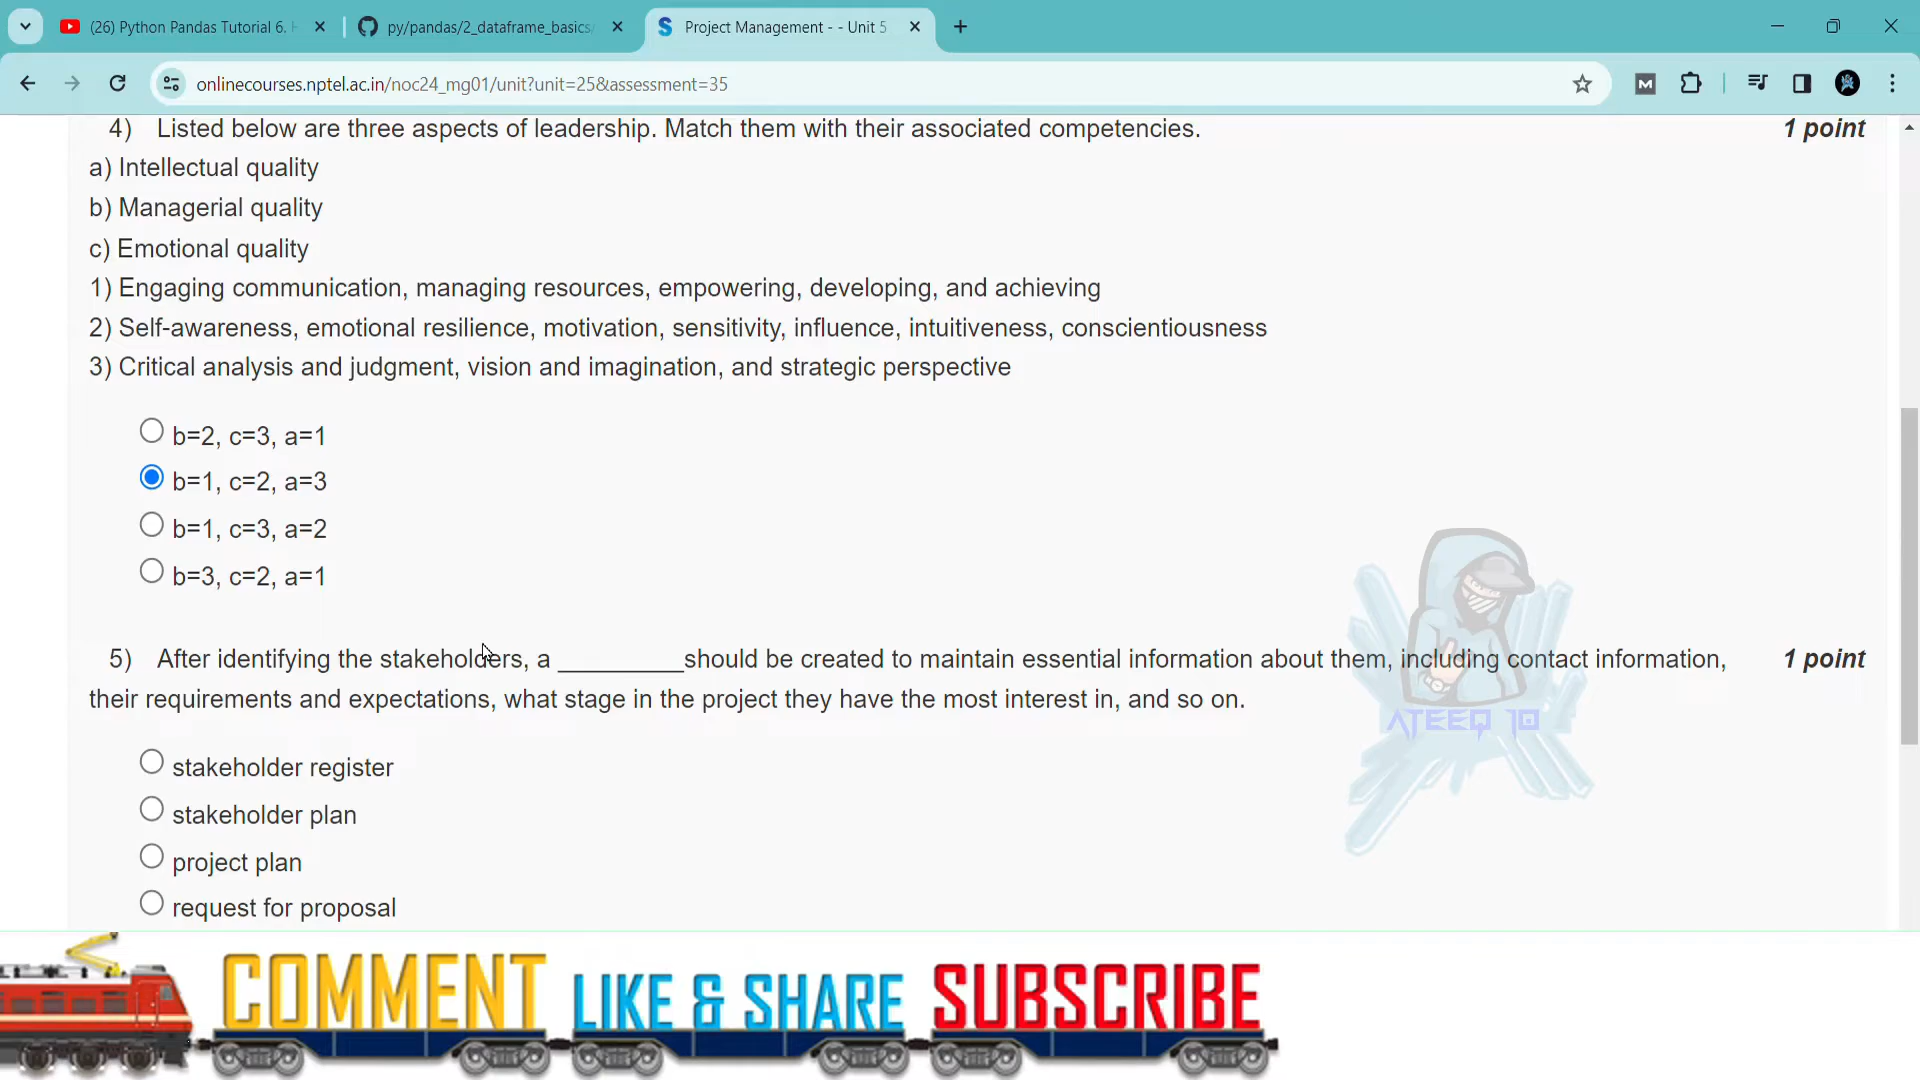 (26) Python Pandas Tutorial 6.
py/pandas/2_dataframe_basics
Project Management - - Unit 5
onlinecourses.nptel.ac.in/noc24_mg01/unit?unit=25&assessment=35
4) Listed below are three aspects of leadership. Match them with their associated competencies.
1 point
a) Intellectual quality
b) Managerial quality
c) Emotional quality
1) Engaging communication, managing resources, empowering, developing, and achieving
2) Self-awareness, emotional resilience, motivation, sensitivity, influence, intuitiveness, conscientiousness
3) Critical analysis and judgment, vision and imagination, and strategic perspective
b=2, c=3, a=1
b=1, c=2, a=3
b=1, c=3, a=2
b=3, c=2, a=1
5) After identifying the stakeholders, a _________should be created to maintain essential information about them, including contact information,
1 point
their requirements and expectations, what stage in the project they have the most interest in, and so on.
ATEEQ 10
stakeholder register
stakeholder plan
project plan
request for proposal
COMMENT LIKE & SHARE SUBSCRIBE